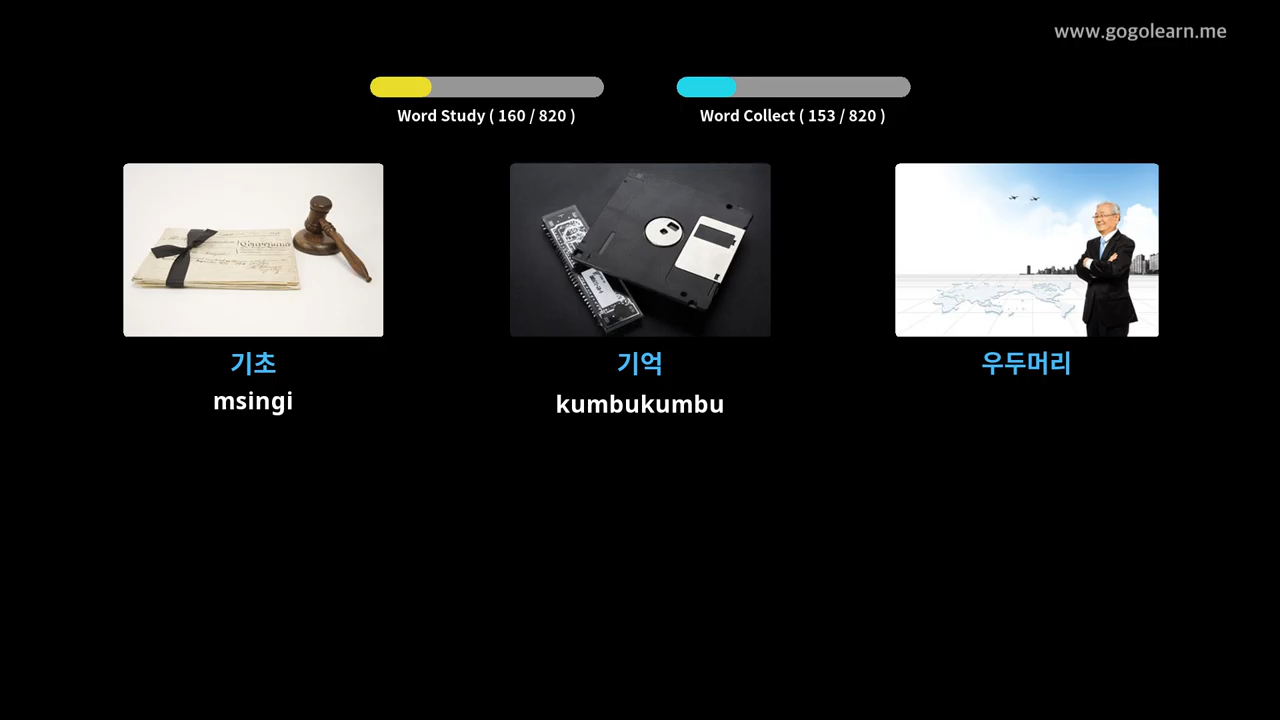 www.gogolearn.me
Word Study ( 160 / 820 )
Word Collect ( 153 / 820 )
기초
msingi
기억
kumbukumbu
우두머리